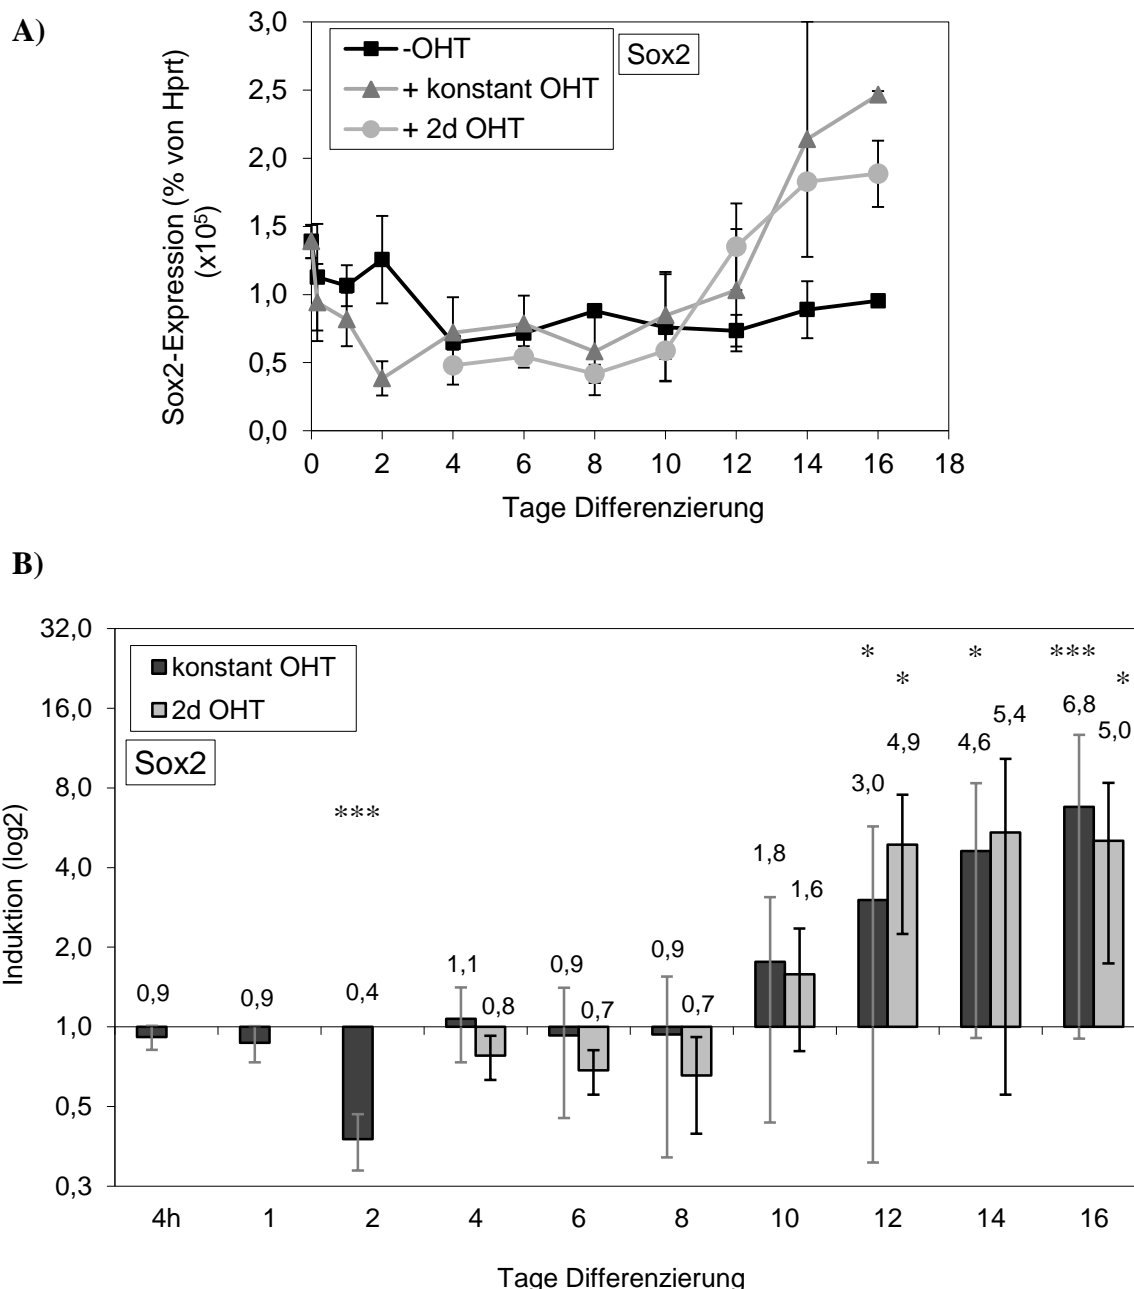 A)
3,0
2,5
2,0
1,5
1,0
0,5
0,0
Sox2-Expression (% von Hprt)
(x10⁵)
-OHT
+ konstant OHT
+ 2d OHT
Sox2
0 2 4 6 8 10 12 14 16 18
Tage Differenzierung
B)
32,0
16,0
8,0
4,0
2,0
1,0
0,5
0,3
Induktion (log2)
konstant OHT
2d OHT
Sox2
* * ***
* *
6,8
5,4 5,0
4,9
4,6
3,0
***
1,8
1,6
1,1 0,9 0,9
0,9 0,9 0,4 0,8 0,7 0,7
4h 1 2 4 6 8 10 12 14 16
Tage Differenzierung